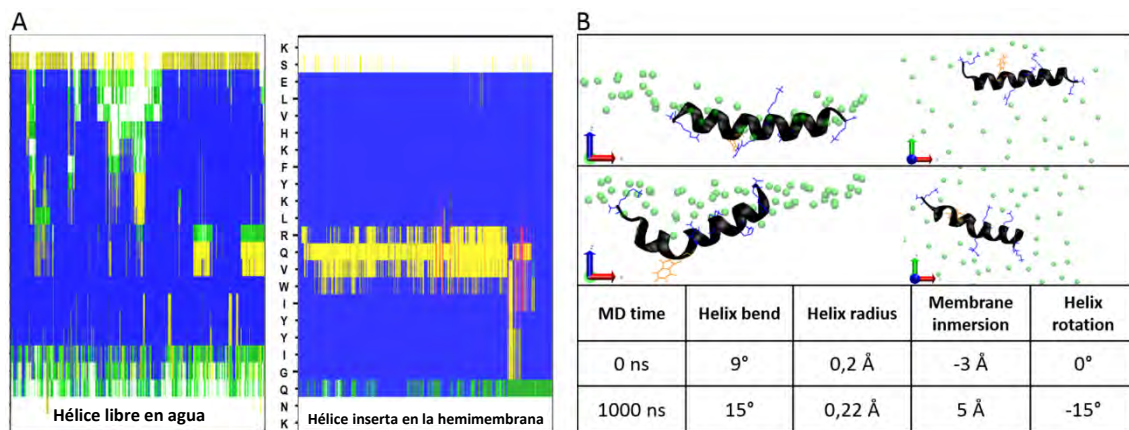 A
K
S
E
L
V
H
K
F
Y
K
L
R
Q
V
W
I
Y
Y
I
G
Q
N
K
Hélice libre en agua
Hélice inserta en la hemimembrana
B
MD time Helix bend Helix radius Membrane inmersion Helix rotation
0 ns 9° 0,2 Å -3 Å 0°
1000 ns 15° 0,22 Å 5 Å -15°